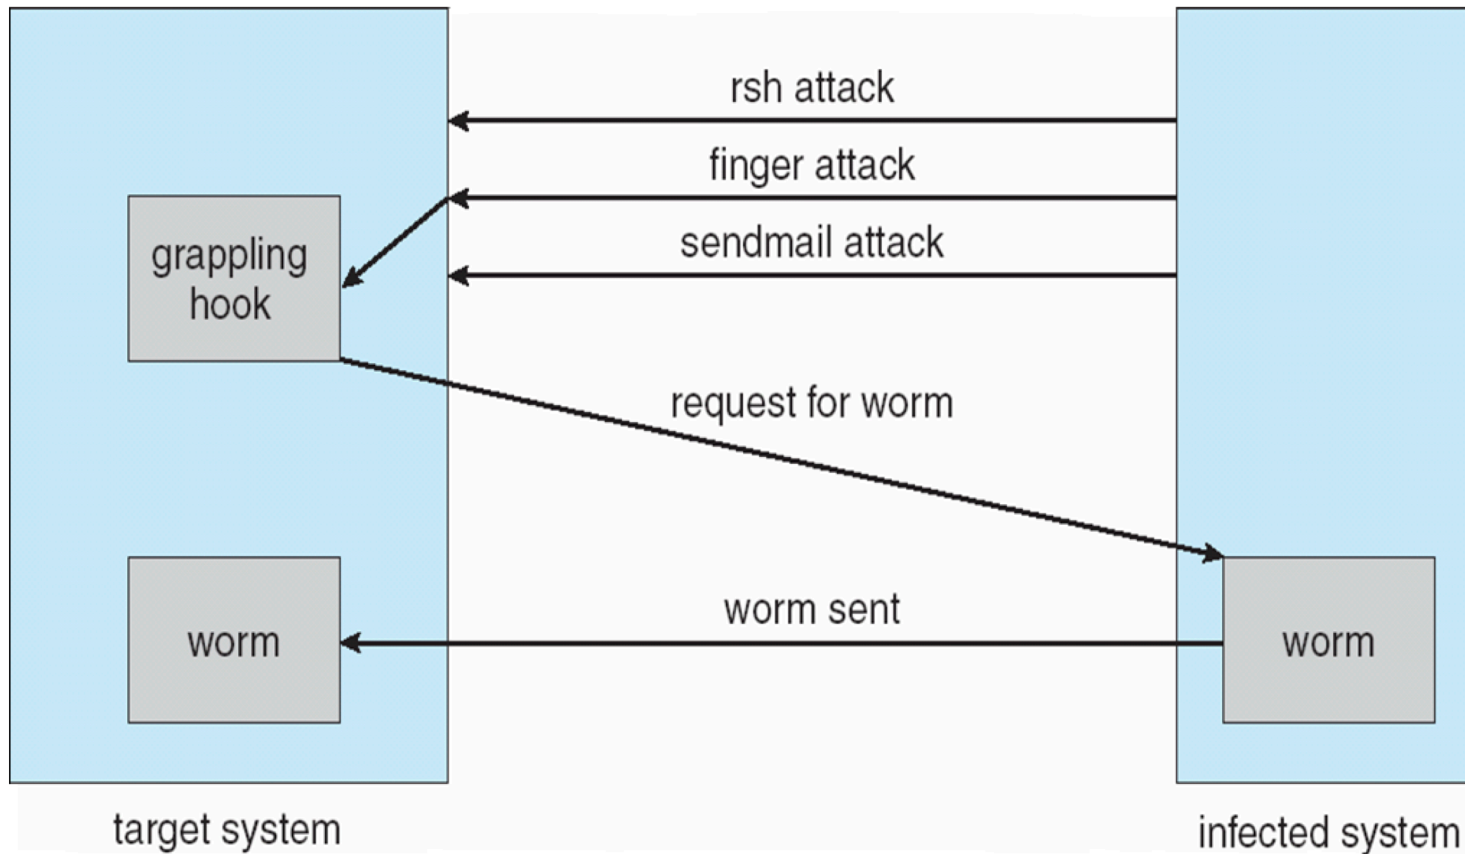 rsh attack
finger attack
sendmail attack
grappling
hook
request for worm
worm sent
worm
worm
target system
infected system